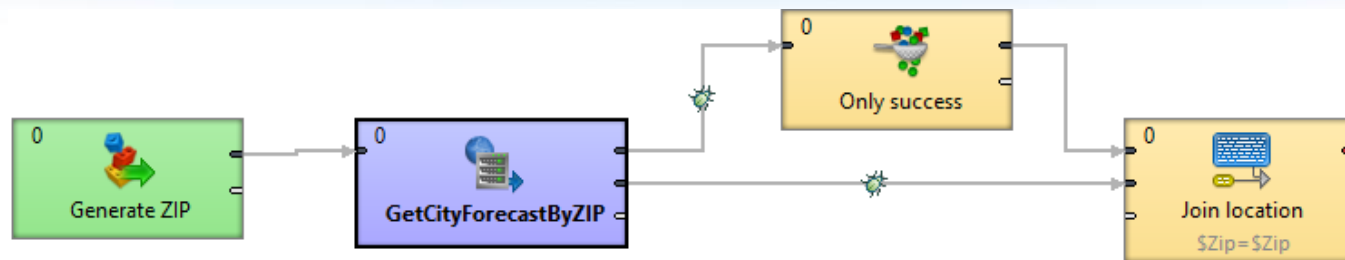 0
Only success
0
Generate ZIP
0
GetCityForecastByZIP
0
Join location
$Zip=$Zip